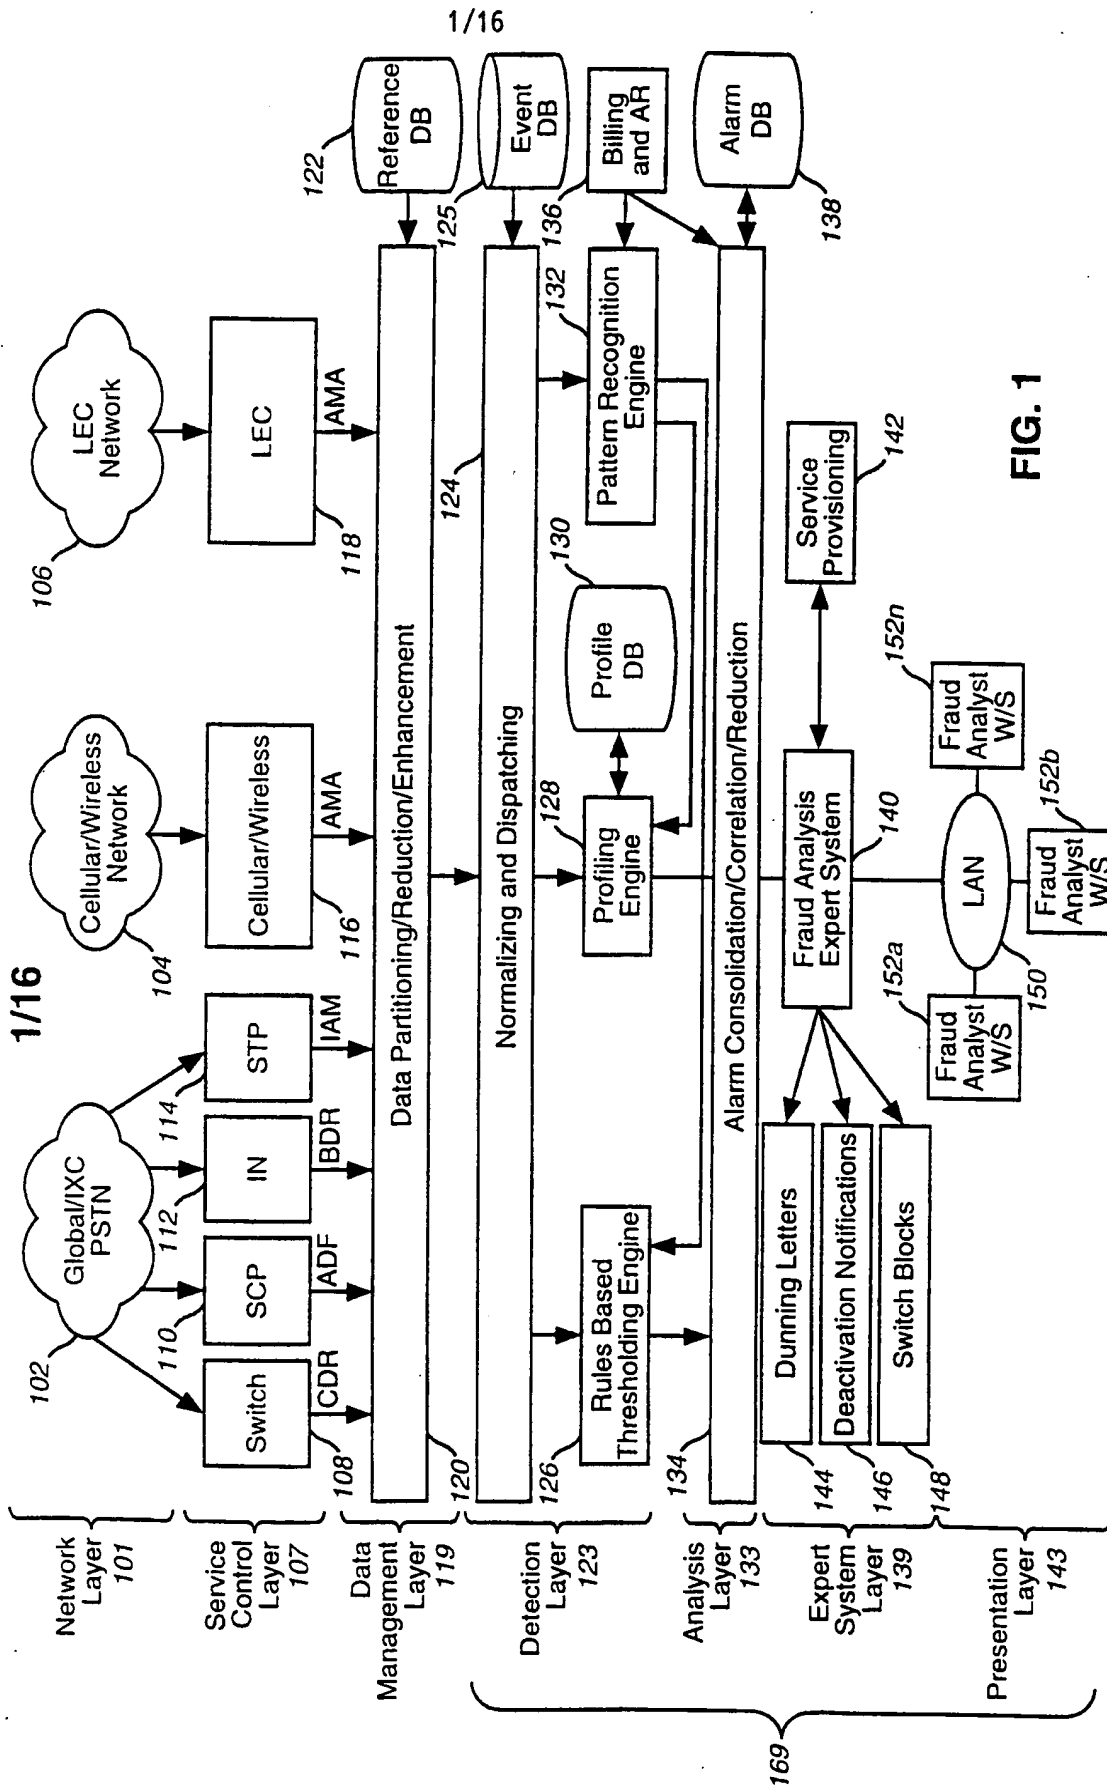 1/16
1/16
Network
Layer
101
Global/IXC
PSTN
102
Cellular/Wireless
Network
104
LEC
Network
106
Service
Control
Layer
107
Switch
108
SCP
110
IN
112
STP
114
Cellular/Wireless
116
LEC
118
CDR
ADF
BDR
IAM
AMA
AMA
Data
Management
Layer
119
Data Partitioning/Reduction/Enhancement
120
Reference
DB
122
Detection
Layer
123
Normalizing and Dispatching
124
Event
DB
125
Rules Based
Thresholding Engine
126
Profiling
Engine
128
Profile
DB
130
Pattern Recognition
Engine
132
Billing
and AR
136
Analysis
Layer
133
Alarm Consolidation/Correlation/Reduction
134
Alarm
DB
138
Expert
System
Layer
139
Dunning Letters
144
Deactivation Notifications
146
Switch Blocks
148
Fraud Analysis
Expert System
140
Service
Provisioning
142
Presentation
Layer
143
Fraud
Analyst
W/S
152a
LAN
150
Fraud
Analyst
W/S
152b
Fraud
Analyst
W/S
152n
169
FIG. 1